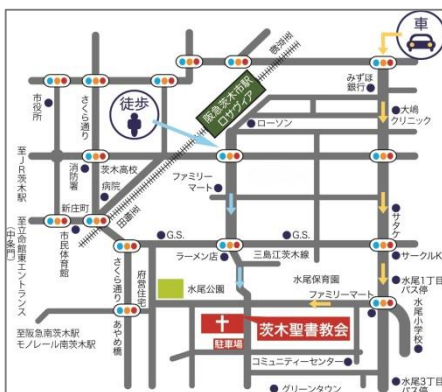 車
徒歩
阪急茨木市駅
ロサヴィア
みずほ
銀行
大嶋
クリニック
ローソン
市役所
さくら通り
至JR茨木駅
消防署
茨木高校
病院
ファミリー
マート
新庄町
市民体育館
至立命館東エントランス
(中条門)
サタケ
G.S.
G.S.
三島江茨木線
サークルK
ラーメン店
さくら通り
府営住宅
水尾公園
水尾保育園
水尾1丁目
バス停
ファミリーマート
水尾小学校
あやめ橋
茨木聖書教会
駐車場
至阪急南茨木駅
モノレール南茨木駅
コミュニティーセンター
グリーンタウン
水尾3丁目
バス停